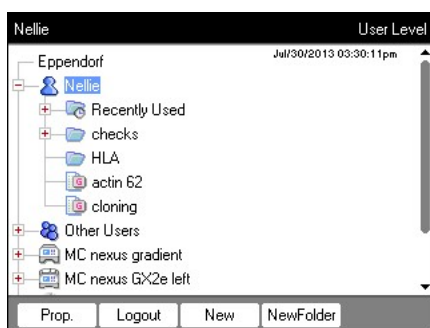 Nellie User Level
Jul/30/2013 03:30:11pm
Eppendorf
Nellie
Recently Used
checks
HLA
actin 62
cloning
Other Users
MC nexus gradient
MC nexus GX2e left
Prop. Logout New NewFolder